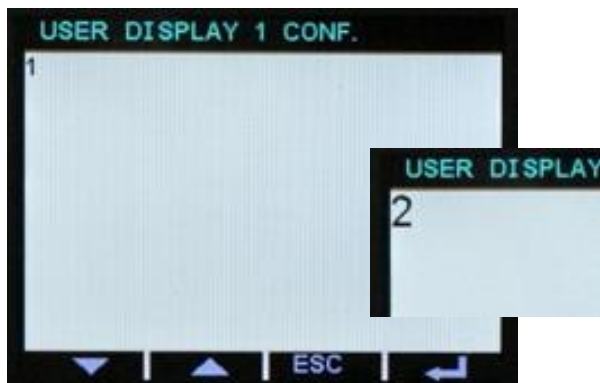 USER DISPLAY 1 CONF.
1
USER DISPLAY
2
ESC